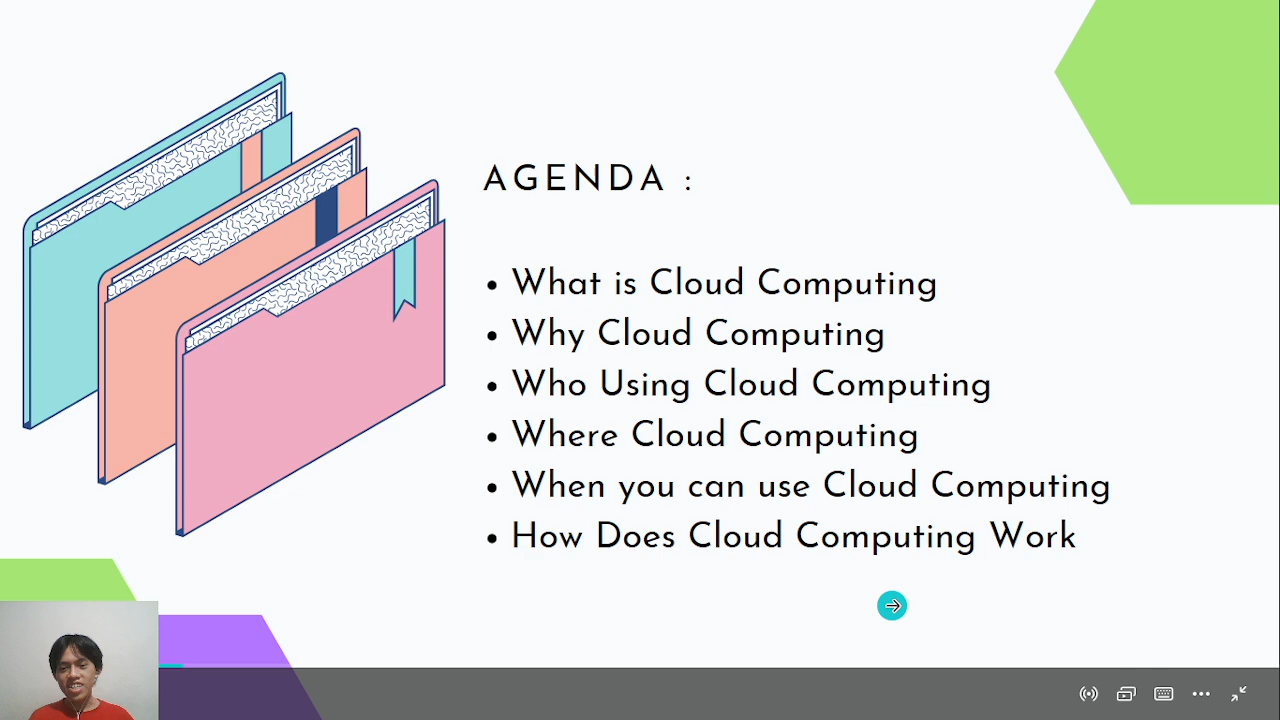 AGENDA :
• What is Cloud Computing
• Why Cloud Computing
• Who Using Cloud Computing
• Where Cloud Computing
• When you can use Cloud Computing
• How Does Cloud Computing Work